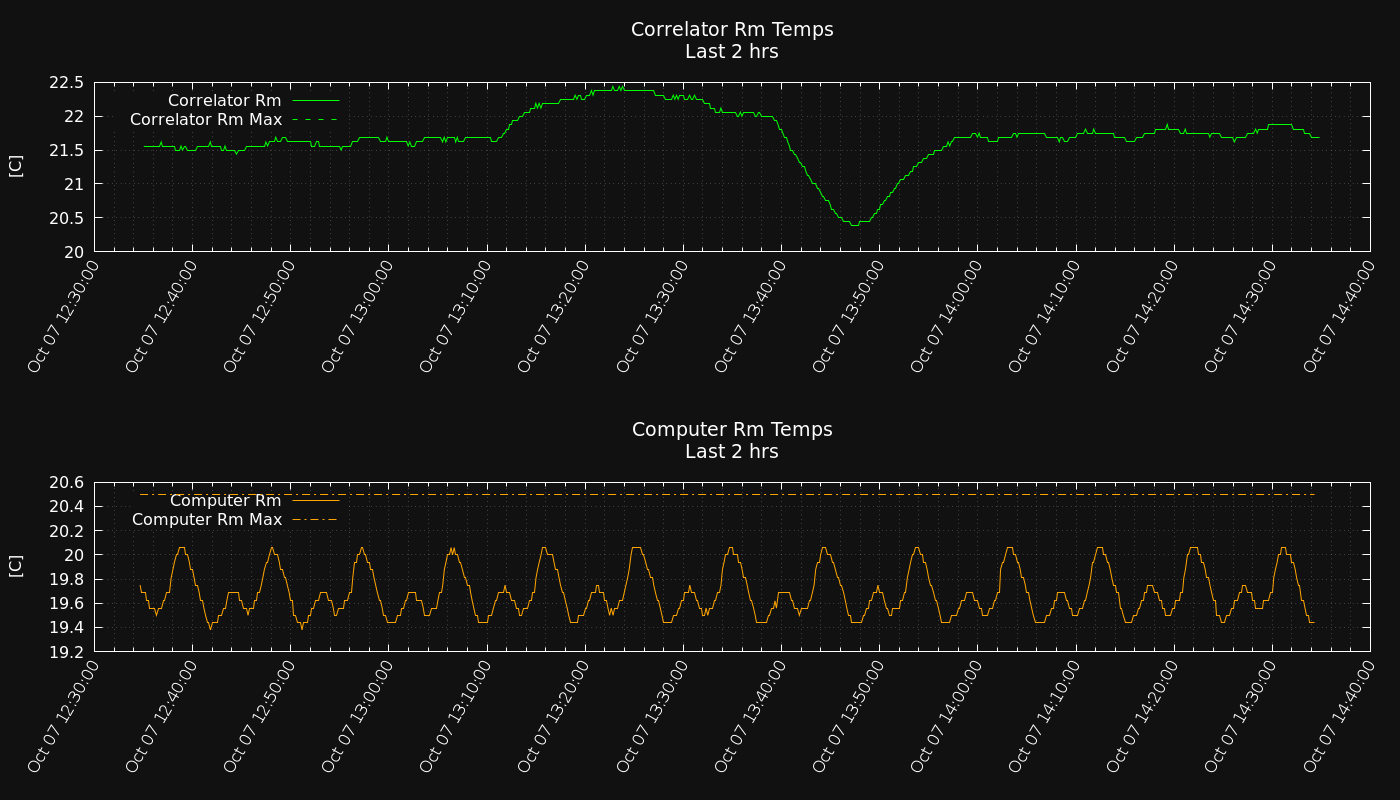 Correlator Rm Temps
Last 2 hrs
22.5
22
21.5
21
20.5
20
[C]
Correlator Rm
Correlator Rm Max
Oct 07 12:30:00
Oct 07 12:40:00
Oct 07 12:50:00
Oct 07 13:00:00
Oct 07 13:10:00
Oct 07 13:20:00
Oct 07 13:30:00
Oct 07 13:40:00
Oct 07 13:50:00
Oct 07 14:00:00
Oct 07 14:10:00
Oct 07 14:20:00
Oct 07 14:30:00
Oct 07 14:40:00
Computer Rm Temps
Last 2 hrs
20.6
20.4
20.2
20
19.8
19.6
19.4
19.2
[C]
Computer Rm
Computer Rm Max
Oct 07 12:30:00
Oct 07 12:40:00
Oct 07 12:50:00
Oct 07 13:00:00
Oct 07 13:10:00
Oct 07 13:20:00
Oct 07 13:30:00
Oct 07 13:40:00
Oct 07 13:50:00
Oct 07 14:00:00
Oct 07 14:10:00
Oct 07 14:20:00
Oct 07 14:30:00
Oct 07 14:40:00